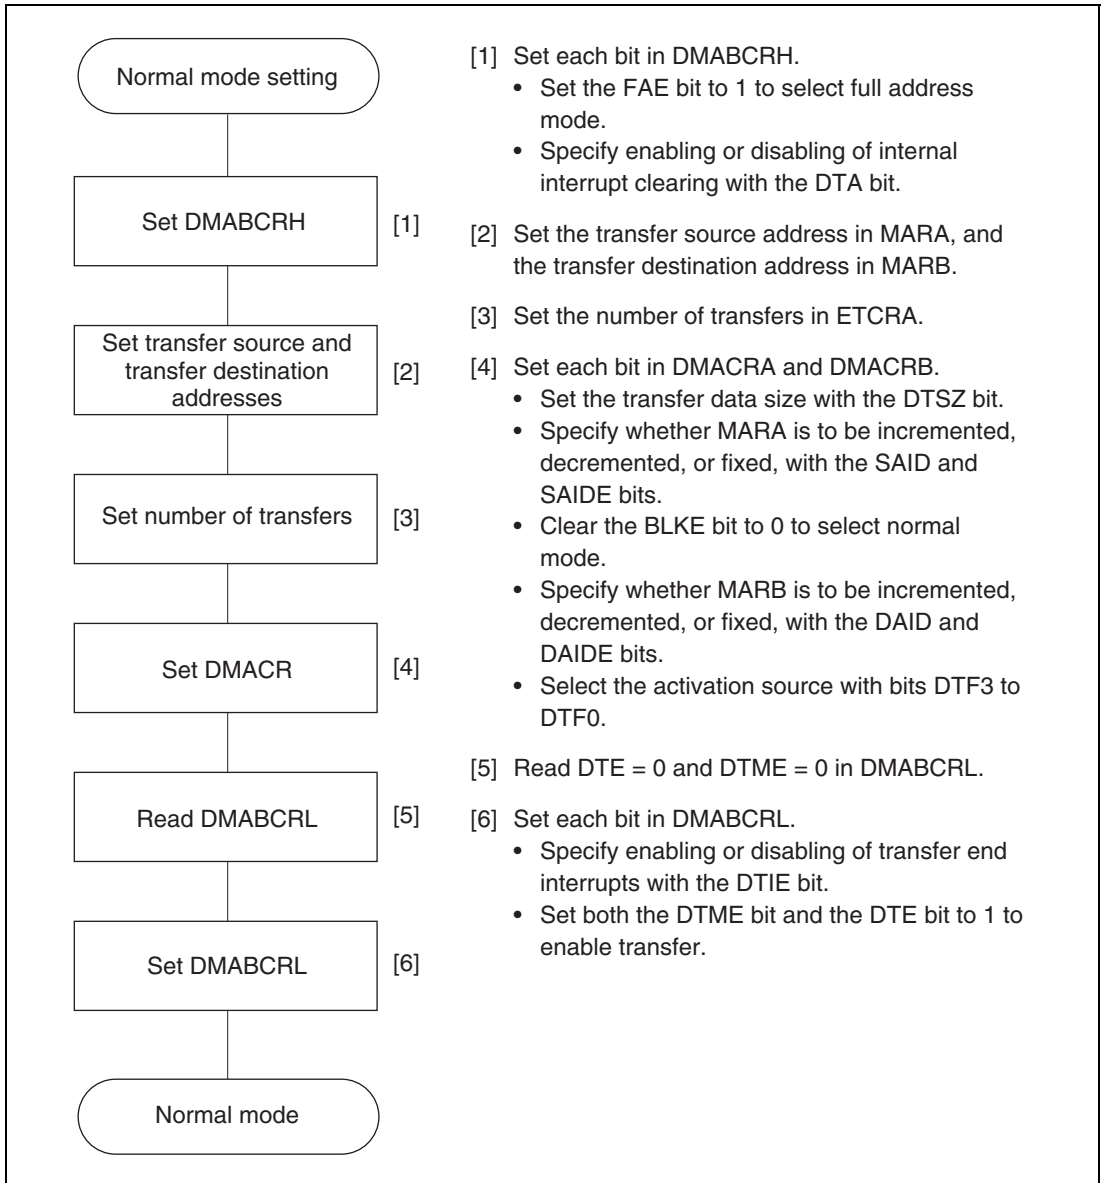 Normal mode setting
Set DMABCRH
[1]
Set transfer source and
transfer destination
addresses
[2]
Set number of transfers
[3]
Set DMACR
[4]
Read DMABCRL
[5]
Set DMABCRL
[6]
Normal mode
[1] Set each bit in DMABCRH.
• Set the FAE bit to 1 to select full address
mode.
• Specify enabling or disabling of internal
interrupt clearing with the DTA bit.
[2] Set the transfer source address in MARA, and
the transfer destination address in MARB.
[3] Set the number of transfers in ETCRA.
[4] Set each bit in DMACRA and DMACRB.
• Set the transfer data size with the DTSZ bit.
• Specify whether MARA is to be incremented,
decremented, or fixed, with the SAID and
SAIDE bits.
• Clear the BLKE bit to 0 to select normal
mode.
• Specify whether MARB is to be incremented,
decremented, or fixed, with the DAID and
DAIDE bits.
• Select the activation source with bits DTF3 to
DTF0.
[5] Read DTE = 0 and DTME = 0 in DMABCRL.
[6] Set each bit in DMABCRL.
• Specify enabling or disabling of transfer end
interrupts with the DTIE bit.
• Set both the DTME bit and the DTE bit to 1 to
enable transfer.